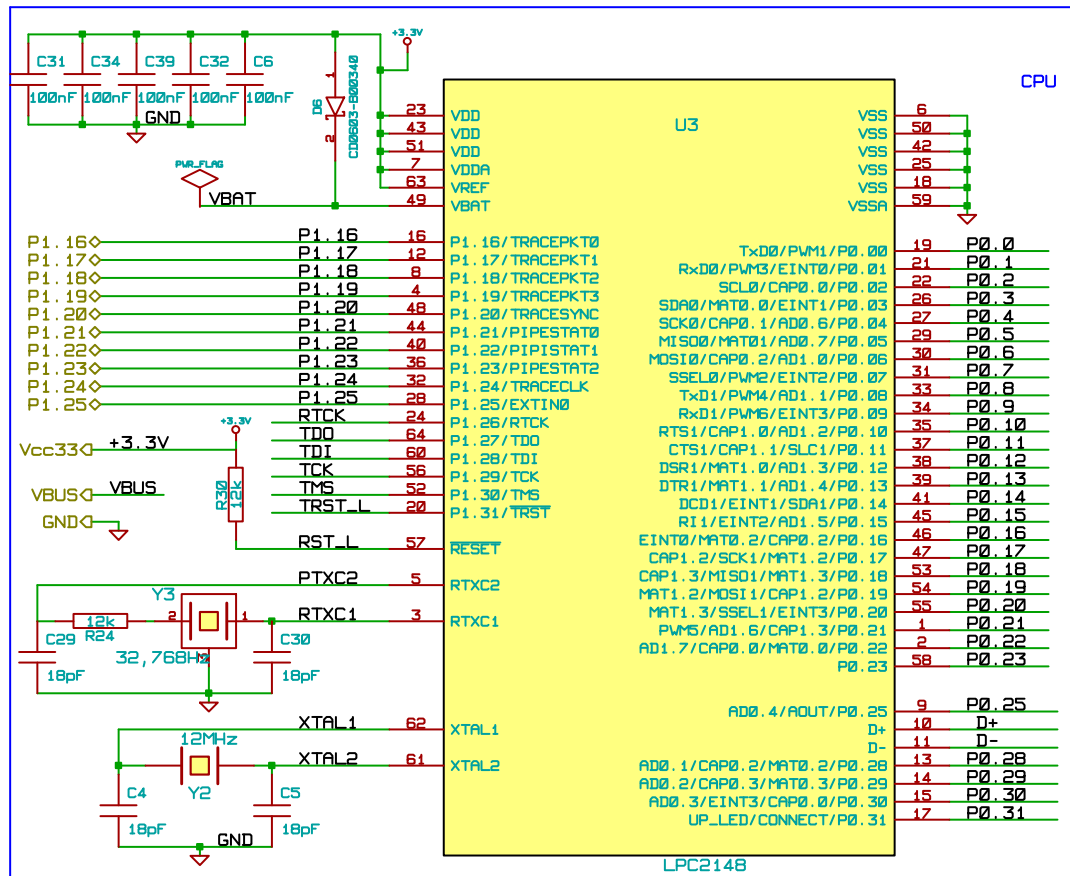 +3.3V
CPU
C31 C34 C39 C32 C6
100nF 100nF 100nF 100nF 100nF
GND
1
D6
CD0603-B00340
2
PWR_FLAG
VBAT
U3
23 VDD
43 VDD
51 VDD
7 VDDA
63 VREF
49 VBAT
VSS 6
VSS 50
VSS 42
VSS 25
VSS 18
VSSA 59
P1.16 P1.16 16 P1.16/TRACEPKT0
P1.17 P1.17 12 P1.17/TRACEPKT1
P1.18 P1.18 8 P1.18/TRACEPKT2
P1.19 P1.19 4 P1.19/TRACEPKT3
P1.20 P1.20 48 P1.20/TRACESYNC
P1.21 P1.21 44 P1.21/PIPESTAT0
P1.22 P1.22 40 P1.22/PIPISTAT1
P1.23 P1.23 36 P1.23/PIPESTAT2
P1.24 P1.24 32 P1.24/TRACECLK
P1.25 P1.25 28 P1.25/EXTIN0
RTCK 24 P1.26/RTCK
TDO 64 P1.27/TDO
TDI 60 P1.28/TDI
TCK 56 P1.29/TCK
TMS 52 P1.30/TMS
TRST_L 20 P1.31/TRST
RST_L 57 RESET
+3.3V
Vcc33 +3.3V
VBUS VBUS
GND
R30
12k
PTXC2 5 RTXC2
RTXC1 3 RTXC1
Y3
12k
R24
2 1
3
32,768Hz
C29
18pF
C30
18pF
XTAL1 62 XTAL1
XTAL2 61 XTAL2
12MHz
Y2
C4
18pF
C5
18pF
GND
TxD0/PWM1/P0.00 19 P0.0
RxD0/PWM3/EINT0/P0.01 21 P0.1
SCL0/CAP0.0/P0.02 22 P0.2
SDA0/MAT0.0/EINT1/P0.03 26 P0.3
SCK0/CAP0.1/AD0.6/P0.04 27 P0.4
MISO0/MAT01/AD0.7/P0.05 29 P0.5
MOSI0/CAP0.2/AD1.0/P0.06 30 P0.6
SSEL0/PWM2/EINT2/P0.07 31 P0.7
TxD1/PWM4/AD1.1/P0.08 33 P0.8
RxD1/PWM6/EINT3/P0.09 34 P0.9
RTS1/CAP1.0/AD1.2/P0.10 35 P0.10
CTS1/CAP1.1/SLC1/P0.11 37 P0.11
DSR1/MAT1.0/AD1.3/P0.12 38 P0.12
DTR1/MAT1.1/AD1.4/P0.13 39 P0.13
DCD1/EINT1/SDA1/P0.14 41 P0.14
RI1/EINT2/AD1.5/P0.15 45 P0.15
EINT0/MAT0.2/CAP0.2/P0.16 46 P0.16
CAP1.2/SCK1/MAT1.2/P0.17 47 P0.17
CAP1.3/MISO1/MAT1.3/P0.18 53 P0.18
MAT1.2/MOSI1/CAP1.2/P0.19 54 P0.19
MAT1.3/SSEL1/EINT3/P0.20 55 P0.20
PWM5/AD1.6/CAP1.3/P0.21 1 P0.21
AD1.7/CAP0.0/MAT0.0/P0.22 2 P0.22
P0.23 58 P0.23
AD0.4/AOUT/P0.25 9 P0.25
D+ 10 D+
D- 11 D-
AD0.1/CAP0.2/MAT0.2/P0.28 13 P0.28
AD0.2/CAP0.3/MAT0.3/P0.29 14 P0.29
AD0.3/EINT3/CAP0.0/P0.30 15 P0.30
UP_LED/CONNECT/P0.31 17 P0.31
LPC2148